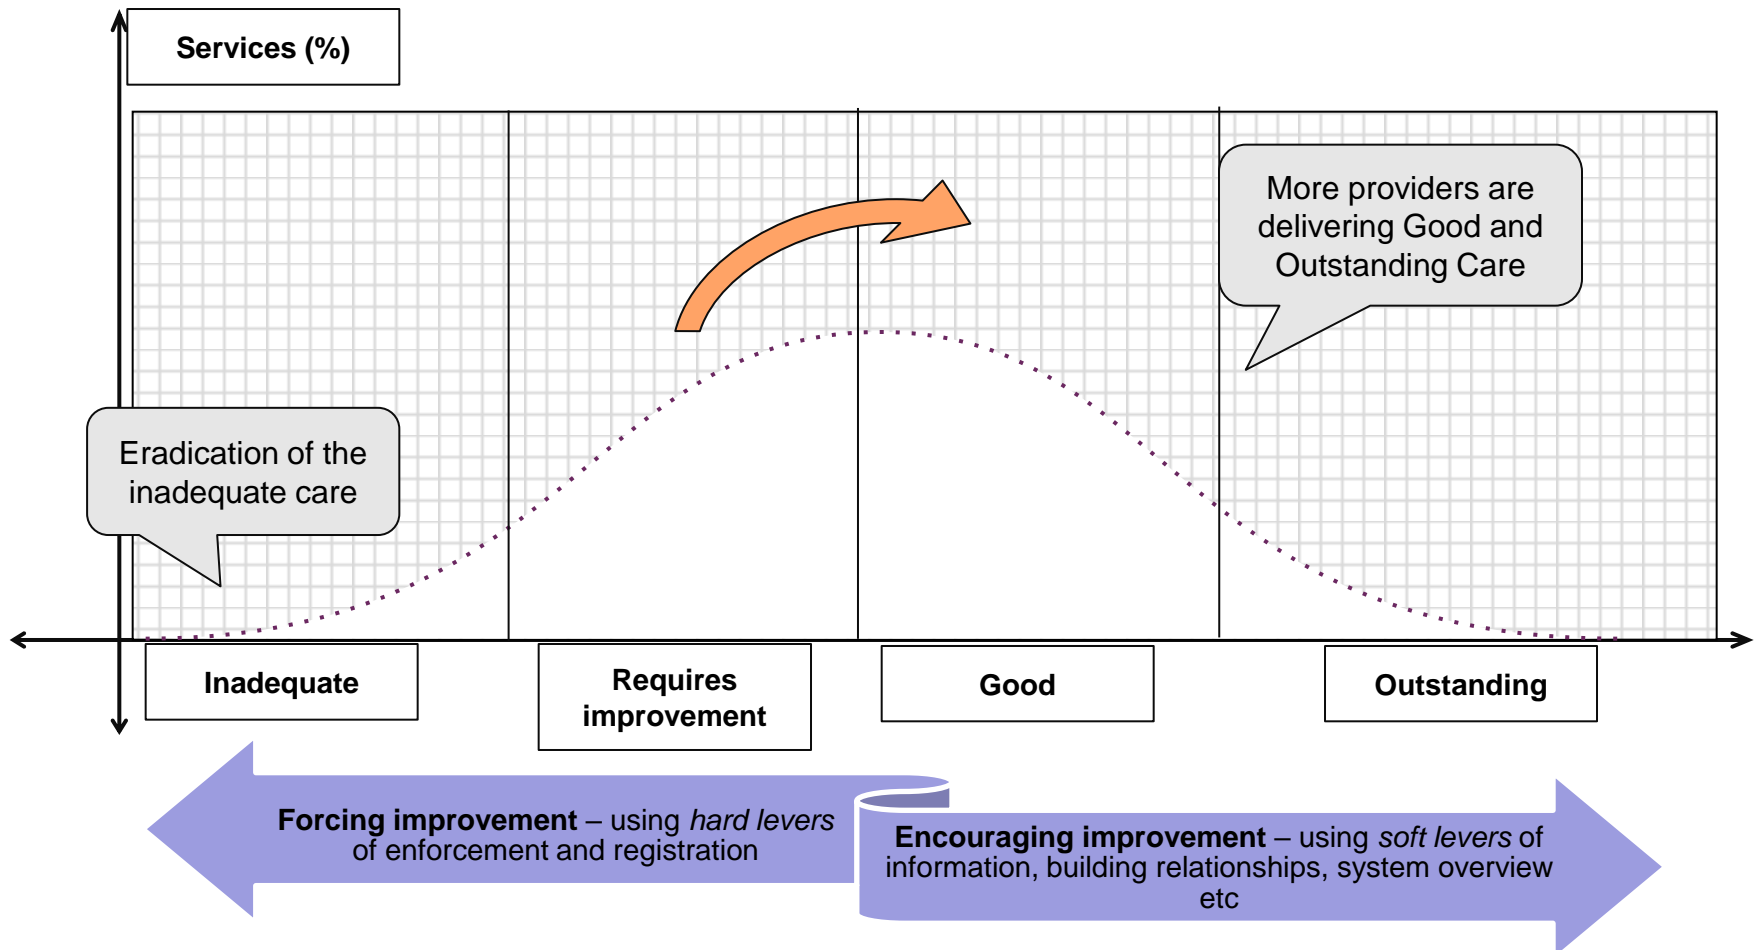 Services (%)
More providers are
delivering Good and
Outstanding Care
Eradication of the
inadequate care
Inadequate
Requires
improvement
Good
Outstanding
Forcing improvement – using hard levers
of enforcement and registration
Encouraging improvement – using soft levers of
information, building relationships, system overview
etc